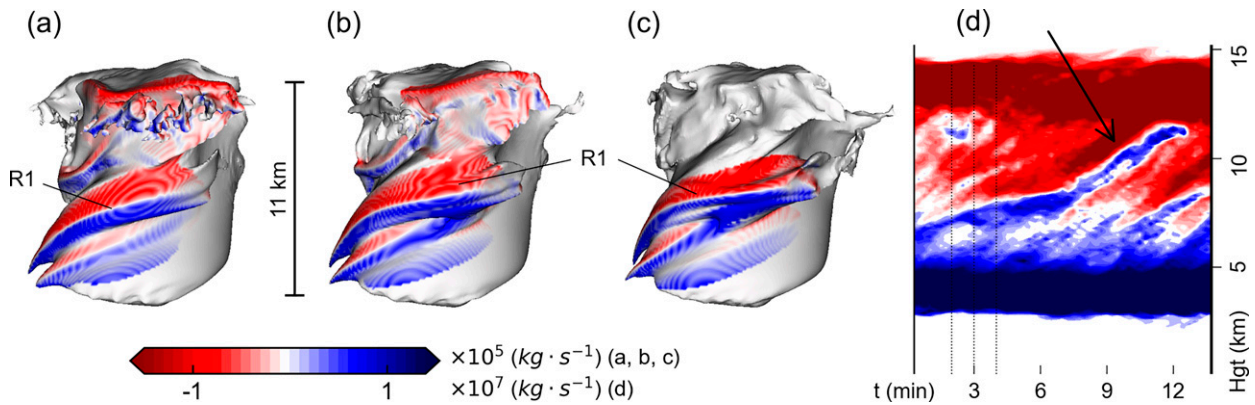 (a)
(b)
(c)
(d)
R1
11 km
R1
15
10
5
Hgt (km)
t (min)
3
6
9
12
-1
1
×10⁵ (kg · s⁻¹) (a, b, c)
×10⁷ (kg · s⁻¹) (d)